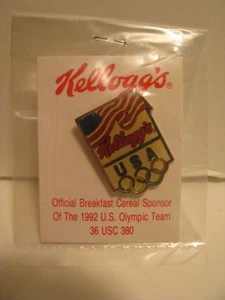 Kellogg's®
Kellogg's
USA
Official Breakfast Cereal Sponsor
Of The 1992 U.S. Olympic Team
36 USC 380